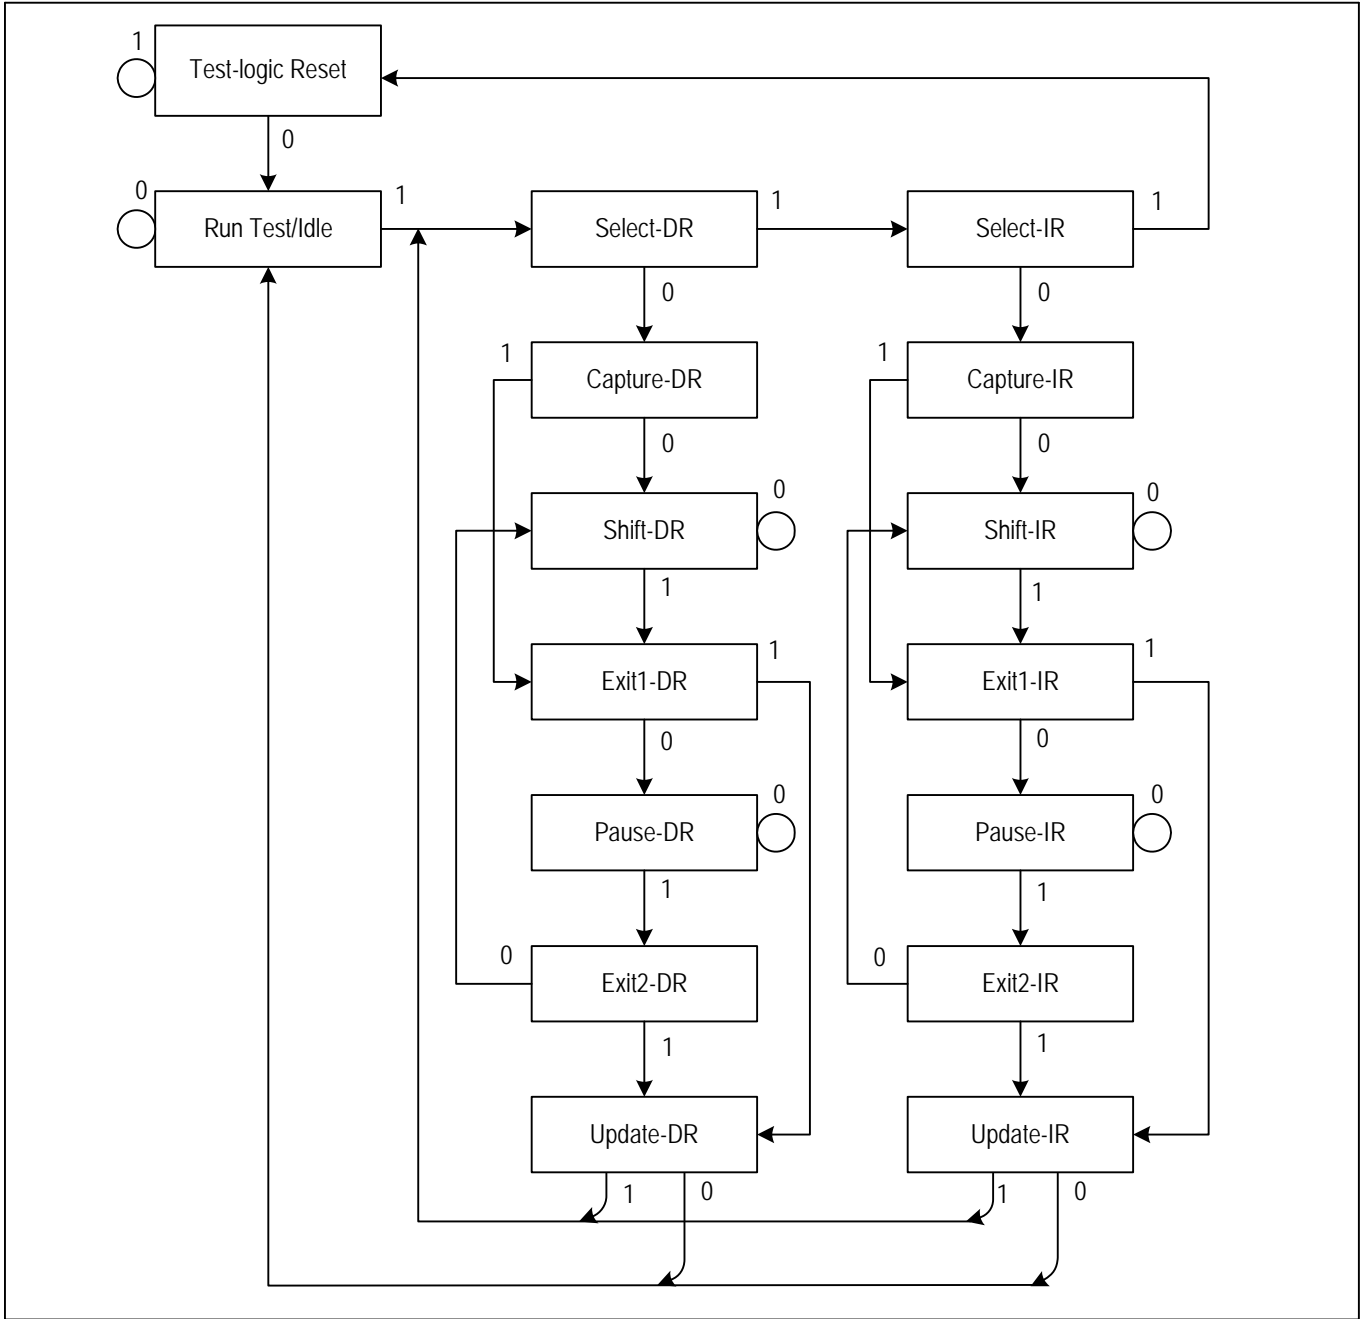 1
Test-logic Reset
0
0
Run Test/Idle
1
Select-DR
1
Select-IR
1
0
0
1
Capture-DR
1
Capture-IR
0
0
Shift-DR
0
Shift-IR
0
1
1
Exit1-DR
1
Exit1-IR
1
0
0
Pause-DR
0
Pause-IR
0
1
1
0
Exit2-DR
0
Exit2-IR
1
1
Update-DR
Update-IR
1
0
1
0